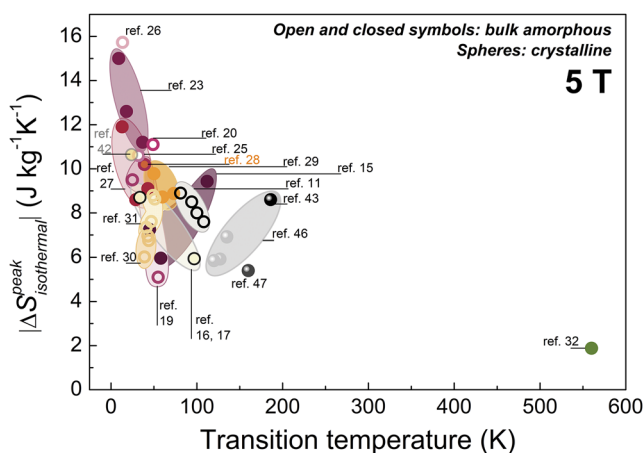 Open and closed symbols: bulk amorphous
Spheres: crystalline
5 T
ref. 26
ref. 23
ref. 20
ref.
42
ref. 25
ref. 28
ref. 29
ref. 15
ref.
27
ref. 11
ref. 43
ref. 31
ref. 46
ref. 30
ref. 47
ref.
19
ref.
16, 17
ref. 32
16
14
12
10
8
6
4
2
0
0
100
200
300
400
500
600
|ΔS^{peak}_{isothermal}| (J kg⁻¹K⁻¹)
Transition temperature (K)